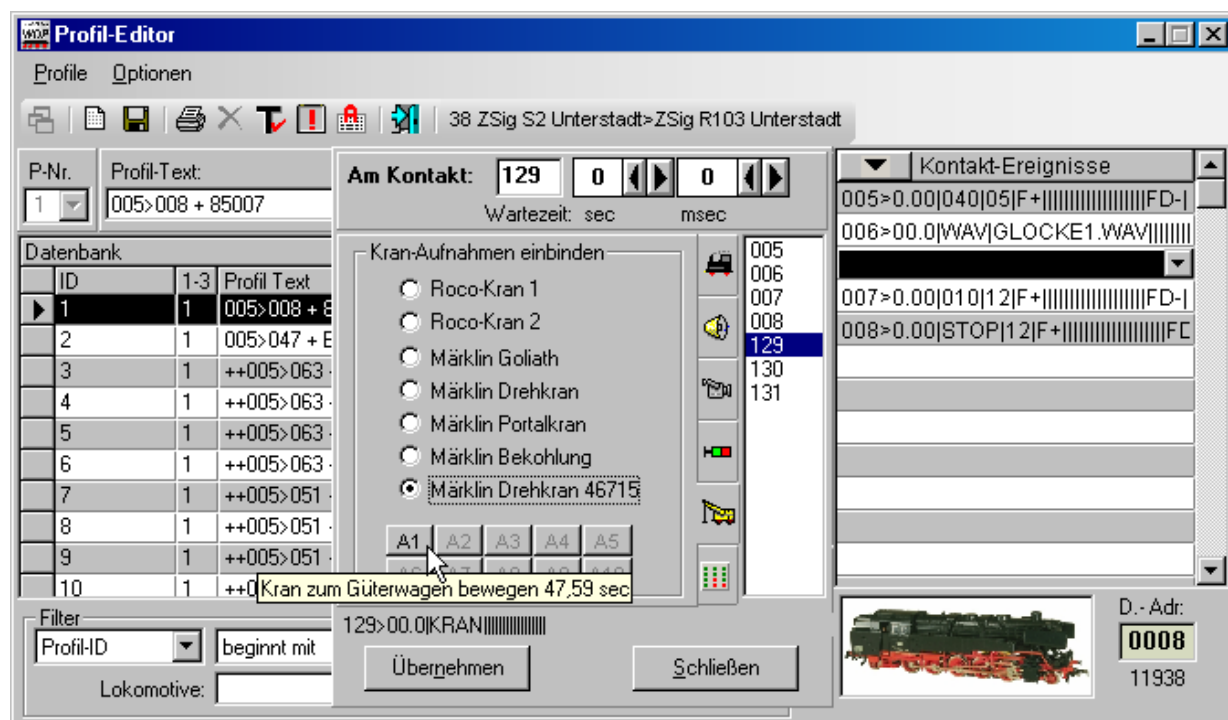 WDP Profil-Editor
Profile Optionen
38 ZSig S2 Unterstadt>ZSig R103 Unterstadt
P-Nr. Profil-Text:
1 005>008 + 85007
Am Kontakt: 129 0 0
Wartezeit: sec msec
Kontakt-Ereignisse
005>0.00|040|05|F+||||||||||||||||||||FD-|
006>00.0|WAV|GLOCKE1.WAV||||||||
007>0.00|010|12|F+||||||||||||||||||||FD-|
008>0.00|STOP|12|F+||||||||||||||||||||FD
Datenbank
ID 1-3 Profil Text
1 1 005>008 + 8
2 1 005>047 + E
3 1 ++005>063 -
4 1 ++005>063 -
5 1 ++005>063 -
6 1 ++005>063 -
7 1 ++005>051 -
8 1 ++005>051 -
9 1 ++005>051 -
10 1 ++0
Kran-Aufnahmen einbinden
Roco-Kran 1
Roco-Kran 2
Märklin Goliath
Märklin Drehkran
Märklin Portalkran
Märklin Bekohlung
Märklin Drehkran 46715
A1 A2 A3 A4 A5
Kran zum Güterwagen bewegen 47,59 sec
005
006
007
008
129
130
131
129>00.0|KRAN||||||||||||||||
Übernehmen Schließen
Filter
Profil-ID beginnt mit
Lokomotive:
D.- Adr:
0008
11938